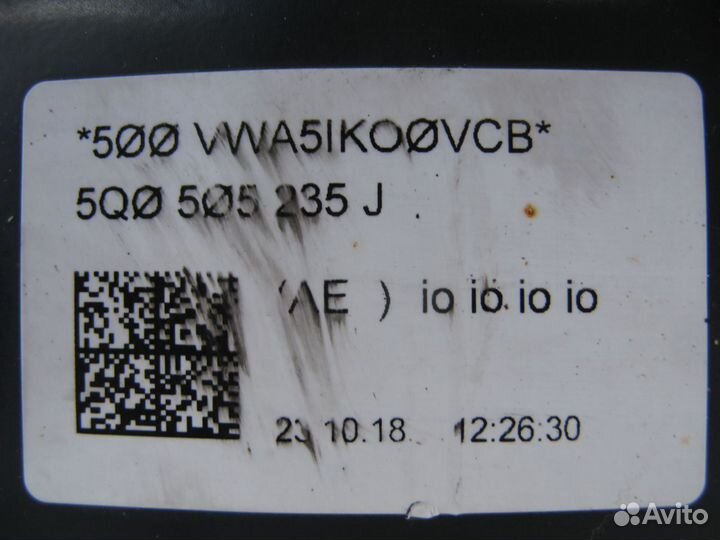 *5ØØ VWA5IKOØVCB*
5QØ 5Ø5 235 J
(AE ) io io io io
10.18 12:26:30
Avito